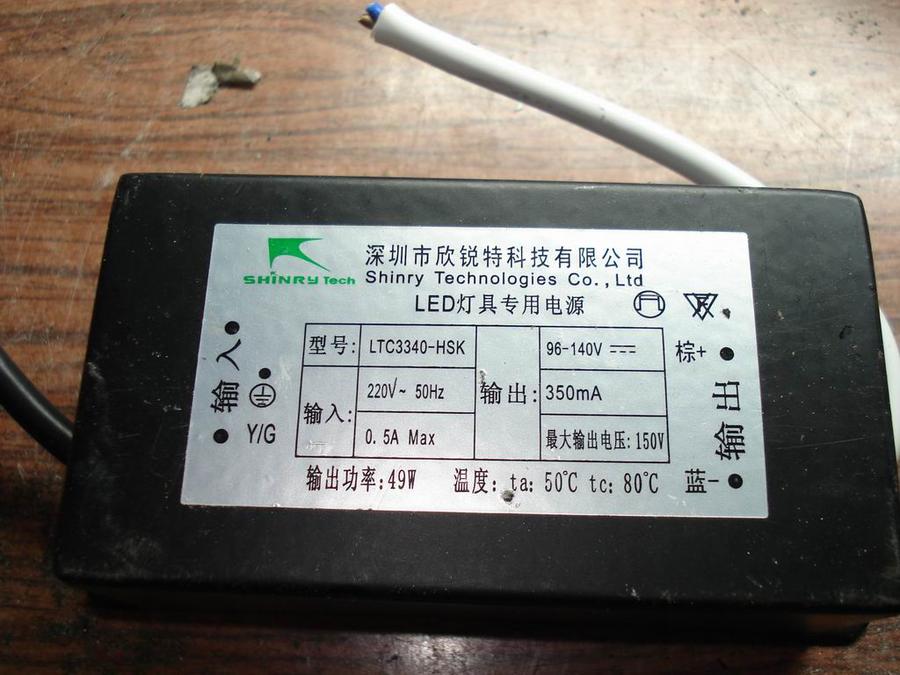 SHiNRY Tech
深圳市欣锐特科技有限公司
Shinry Technologies Co.,Ltd
LED灯具专用电源
型号: LTC3340-HSK
输入: 220V~ 50Hz
0.5A Max
输出: 96-140V
350mA
最大输出电压:150V
输出功率:49W 温度: ta: 50℃ tc: 80℃
输入
Y/G
棕+
输出
蓝-